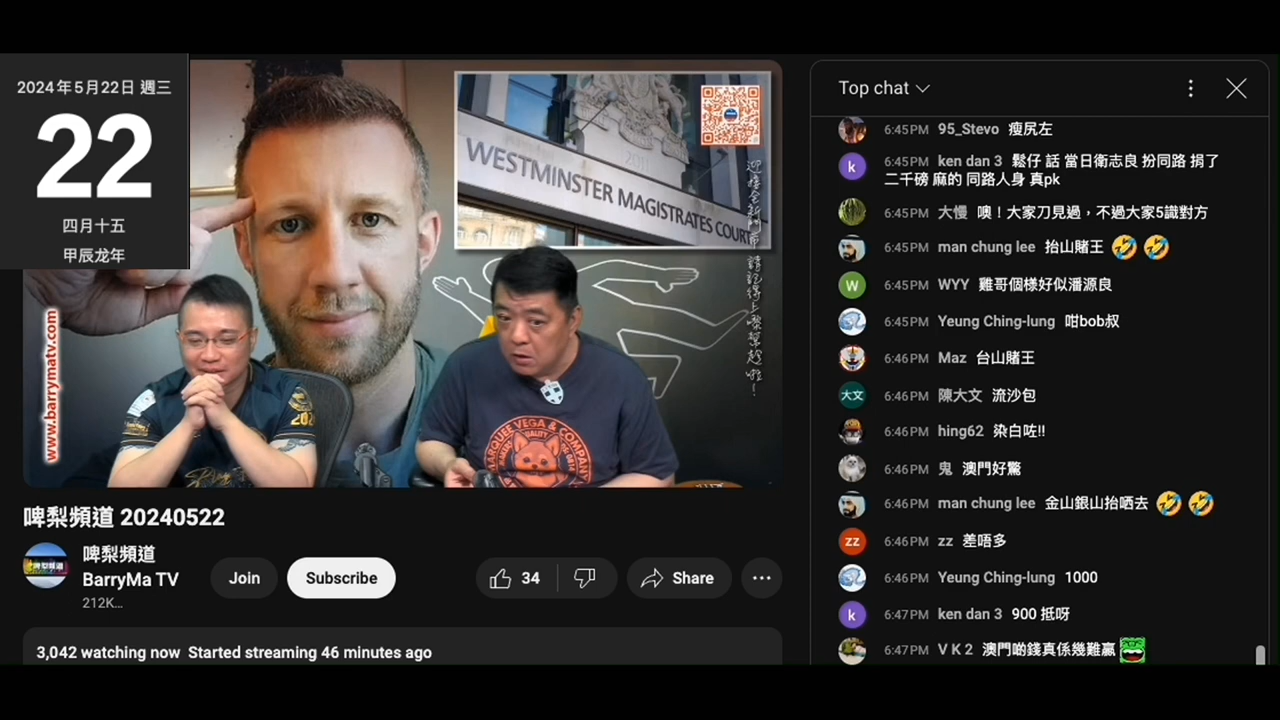 2024年5月22日 週三
22
四月十五
甲辰龙年
2011
WESTMINSTER MAGISTRATES COURT
www.barrymatv.com
MARQUEE VEGA & COMPANY
啤梨頻道 20240522
啤梨頻道
BarryMa TV
212K…
Join
Subscribe
34
Share
3,042 watching now Started streaming 46 minutes ago
Top chat
6:45PM 95_Stevo 瘦尻左
6:45PM ken dan 3 鬆仔 話 當日衛志良 扮同路 捐了
二千磅 麻的 同路人身 真pk
6:45PM 大慢 噢！大家刀見過，不過大家5識對方
6:45PM man chung lee 抬山賭王 🤣 🤣
6:45PM WYY 雞哥個樣好似潘源良
6:45PM Yeung Ching-lung 咁bob叔
6:46PM Maz 台山賭王
大文
6:46PM 陳大文 流沙包
6:46PM hing62 染白咗!!
6:46PM 鬼 澳門好驚
6:46PM man chung lee 金山銀山抬晒去 🤣 🤣
zz
6:46PM zz 差唔多
6:46PM Yeung Ching-lung 1000
k
6:47PM ken dan 3 900 抵呀
6:47PM V K 2 澳門啲錢真係幾難贏